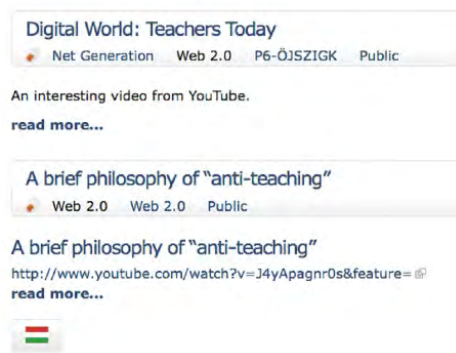 Digital World: Teachers Today
Net Generation Web 2.0 P6-ÖJSZIGK Public
An interesting video from YouTube.
read more...
A brief philosophy of “anti-teaching”
Web 2.0 Web 2.0 Public
A brief philosophy of “anti-teaching”
http://www.youtube.com/watch?v=J4yApagnr0s&feature=
read more...